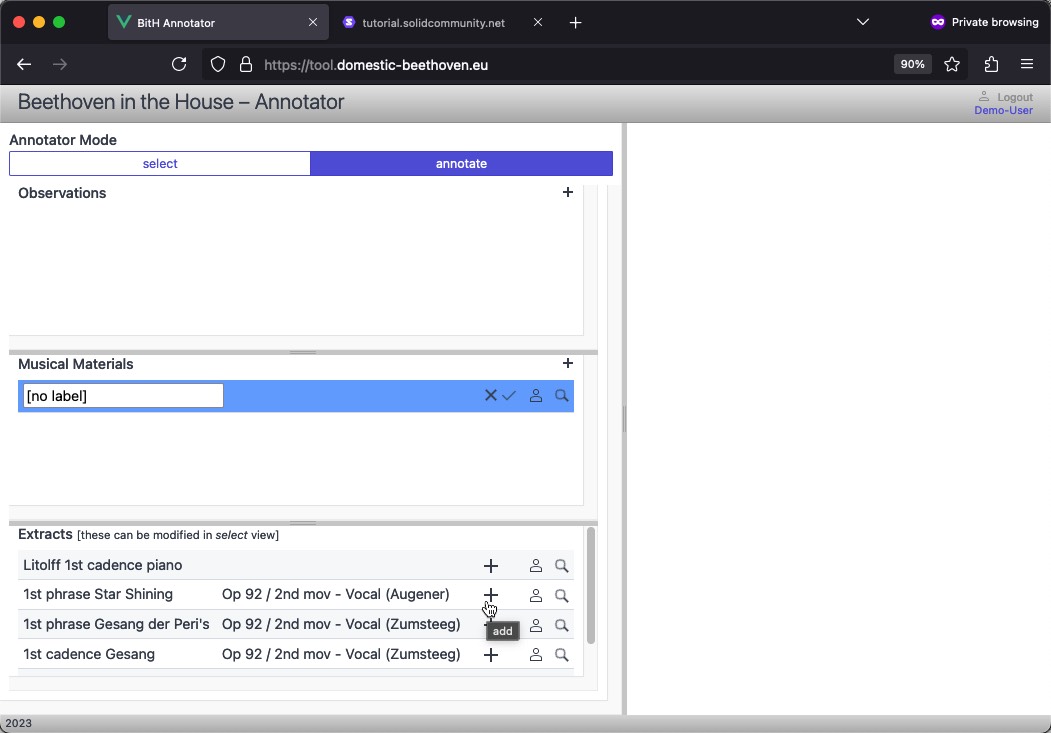 BitH Annotator
tutorial.solidcommunity.net
Private browsing
https://tool.domestic-beethoven.eu
90%
Beethoven in the House – Annotator
Logout
Demo-User
Annotator Mode
select
annotate
Observations
Musical Materials
[no label]
Extracts [these can be modified in select view]
Litolff 1st cadence piano
1st phrase Star Shining Op 92 / 2nd mov - Vocal (Augener)
1st phrase Gesang der Peri's Op 92 / 2nd mov - Vocal (Zumsteeg)
add
1st cadence Gesang Op 92 / 2nd mov - Vocal (Zumsteeg)
2023